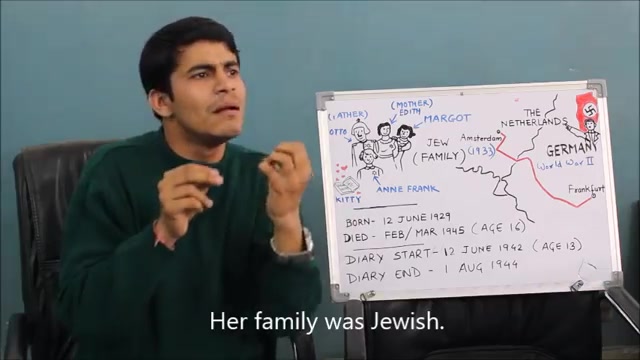 (FATHER)
OTTO
(MOTHER)
EDITH
MARGOT
JEW
(FAMILY)
ANNE FRANK
KITTY
THE
NETHERLANDS
Amsterdam
(1933)
GERMANY
World War II
Frankfurt
BORN- 12 JUNE 1929
DIED - FEB/MAR 1945 (AGE 16)
DIARY START- 12 JUNE 1942 (AGE 13)
DIARY END - 1 AUG 1944
Her family was Jewish.